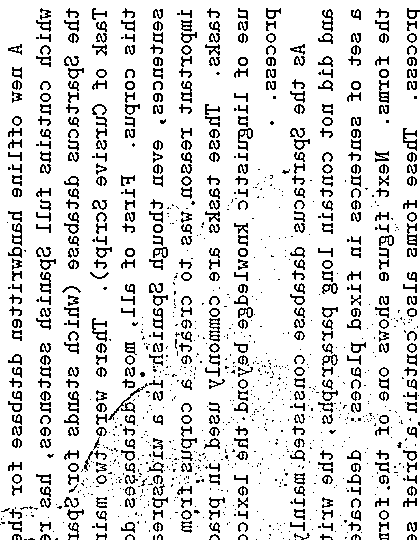 A new offline handwritten database for the
which contains full Spanish sentences, has re
the Spartacus database (which stands for Span
Task of Cursive Script). There were two main
this corpus. First of all, most databases do
sentences, even though Spanish is a widesprea
important reason was to create a corpus from
tasks. These tasks are commonly used in prac
use of linguistic knowledge beyond the lexico
process.
As the Spartacus database consisted mainly
and did not contain long paragraphs, the writ
a set of sentences in fixed places: dedicate
the forms. Next figure shows one of the form
process. These forms also contain a brief se